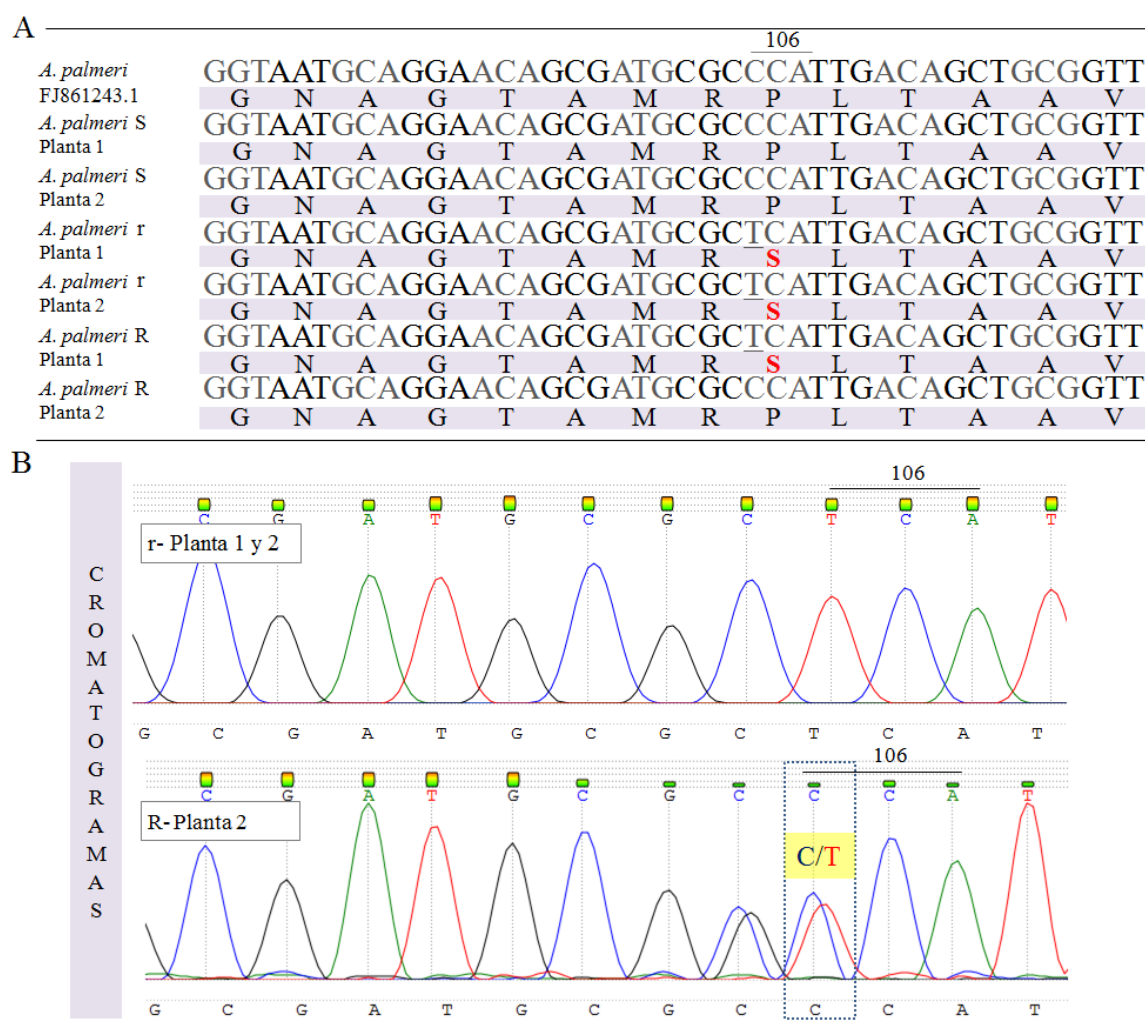 A
106
A. palmeri GGTAATGCAGGAACAGCGATGCGCCCATTGACAGCTGCGGTT
FJ861243.1 G N A G T A M R P L T A A V
A. palmeri S GGTAATGCAGGAACAGCGATGCGCCCATTGACAGCTGCGGTT
Planta 1 G N A G T A M R P L T A A V
A. palmeri S GGTAATGCAGGAACAGCGATGCGCCCATTGACAGCTGCGGTT
Planta 2 G N A G T A M R P L T A A V
A. palmeri r GGTAATGCAGGAACAGCGATGCGCTCATTGACAGCTGCGGTT
Planta 1 G N A G T A M R S L T A A V
A. palmeri r GGTAATGCAGGAACAGCGATGCGCTCATTGACAGCTGCGGTT
Planta 2 G N A G T A M R S L T A A V
A. palmeri R GGTAATGCAGGAACAGCGATGCGCTCATTGACAGCTGCGGTT
Planta 1 G N A G T A M R S L T A A V
A. palmeri R GGTAATGCAGGAACAGCGATGCGCCCATTGACAGCTGCGGTT
Planta 2 G N A G T A M R P L T A A V
B
CROMATOGRAMAS
106
C G A T G C G C T C A T
r- Planta 1 y 2
G C G A T G C G C T C A T
106
C G A T G C G C C C A T
R- Planta 2
C/T
G C G A T G C G C C C A T